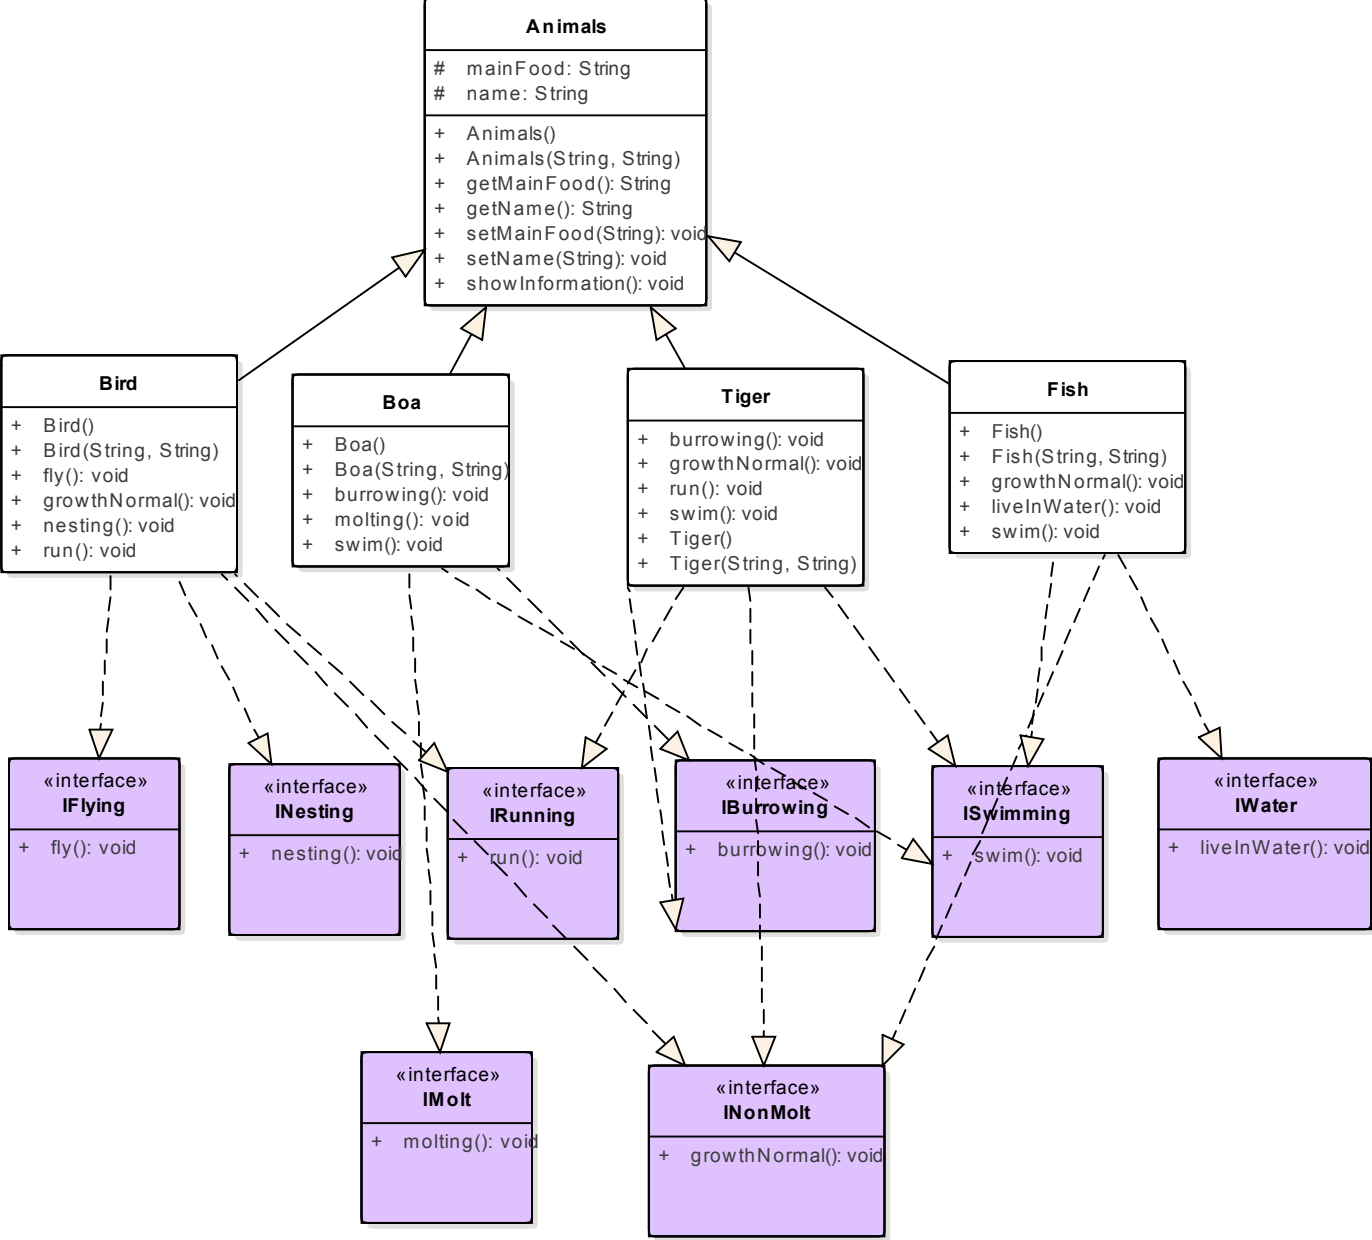 Animals
# mainFood: String
# name: String
+ Animals()
+ Animals(String, String)
+ getMainFood(): String
+ getName(): String
+ setMainFood(String): void
+ setName(String): void
+ showInformation(): void
Bird
+ Bird()
+ Bird(String, String)
+ fly(): void
+ growthNormal(): void
+ nesting(): void
+ run(): void
Boa
+ Boa()
+ Boa(String, String)
+ burrowing(): void
+ molting(): void
+ swim(): void
Tiger
+ burrowing(): void
+ growthNormal(): void
+ run(): void
+ swim(): void
+ Tiger()
+ Tiger(String, String)
Fish
+ Fish()
+ Fish(String, String)
+ growthNormal(): void
+ liveInWater(): void
+ swim(): void
«interface»
IFlying
+ fly(): void
«interface»
INesting
+ nesting(): void
«interface»
IRunning
+ run(): void
«interface»
IBurrowing
+ burrowing(): void
«interface»
ISwimming
+ swim(): void
«interface»
IWater
+ liveInWater(): void
«interface»
IMolt
+ molting(): void
«interface»
INonMolt
+ growthNormal(): void